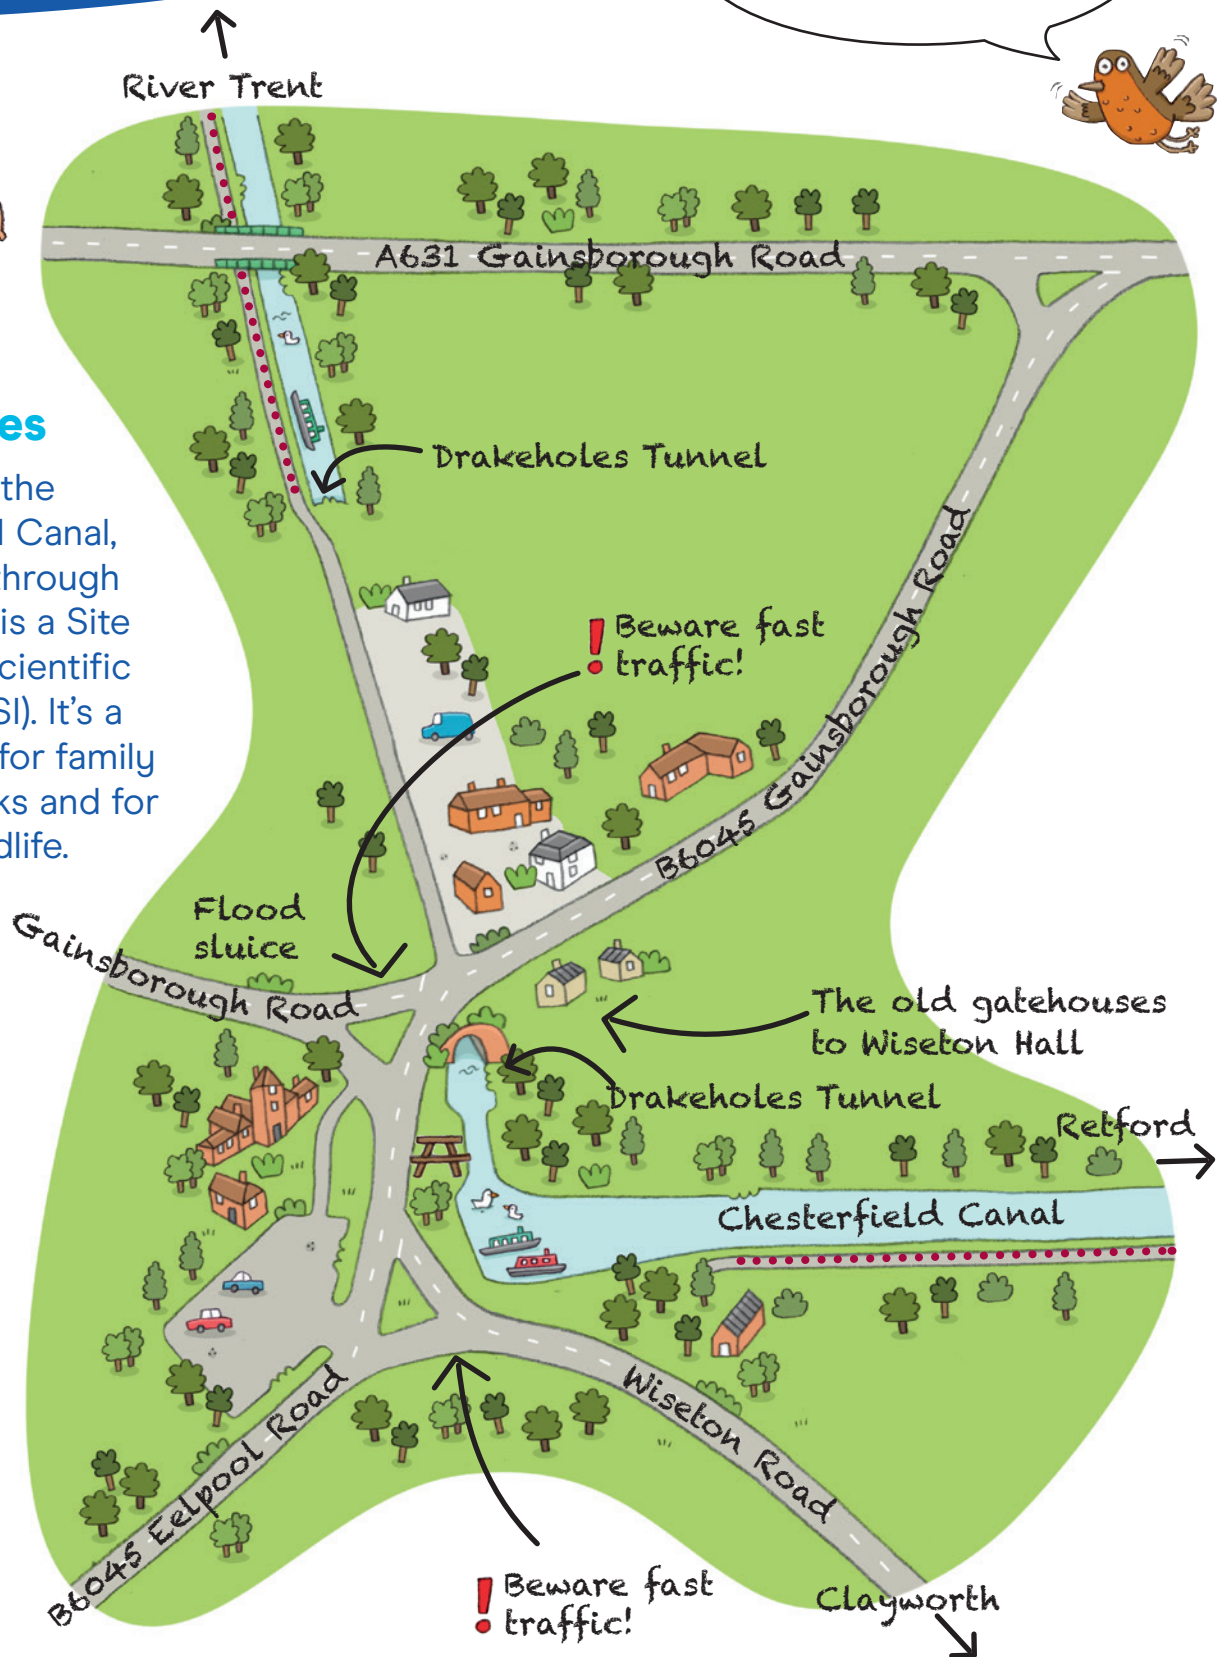 River Trent
A631 Gainsborough Road
es
the
Canal,
through
is a Site
cientific
SI). It's a
for family
ks and for
dlife.
Drakeholes Tunnel
Beware fast
traffic!
B6045 Gainsborough Road
Flood
sluice
Gainsborough Road
The old gatehouses
to Wiseton Hall
Drakeholes Tunnel
Retford
Chesterfield Canal
Wiseton Road
B6045 Eelpool Road
Beware fast
traffic!
Clayworth